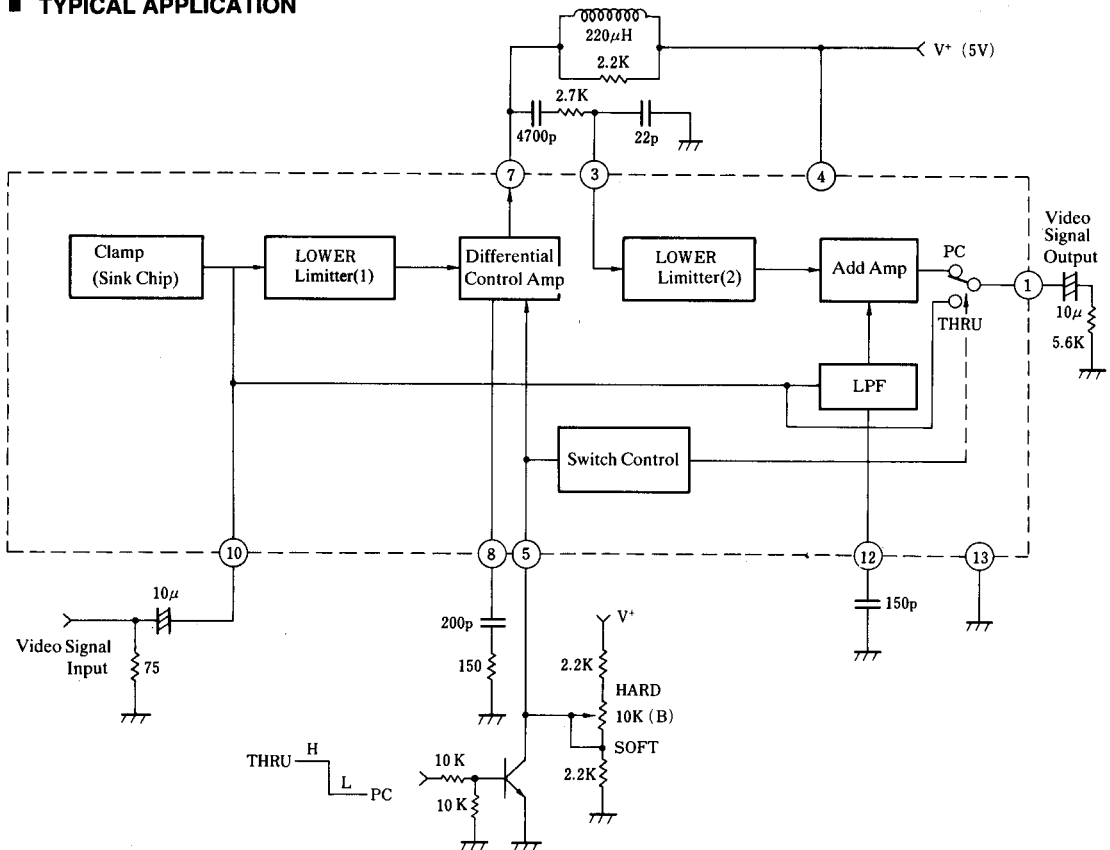 ■ TYPICAL APPLICATION
220μH
2.2K
V⁺ (5V)
2.7K
4700p
22p
7
3
4
Clamp
(Sink Chip)
LOWER
Limitter(1)
Differential
Control Amp
LOWER
Limitter(2)
Add Amp
PC
THRU
Video
Signal
Output
1
10μ
5.6K
LPF
Switch Control
10
8
5
12
13
10μ
Video Signal
Input
75
200p
150
V⁺
2.2K
HARD
10K (B)
SOFT
2.2K
150p
THRU
H
L
PC
10 K
10 K